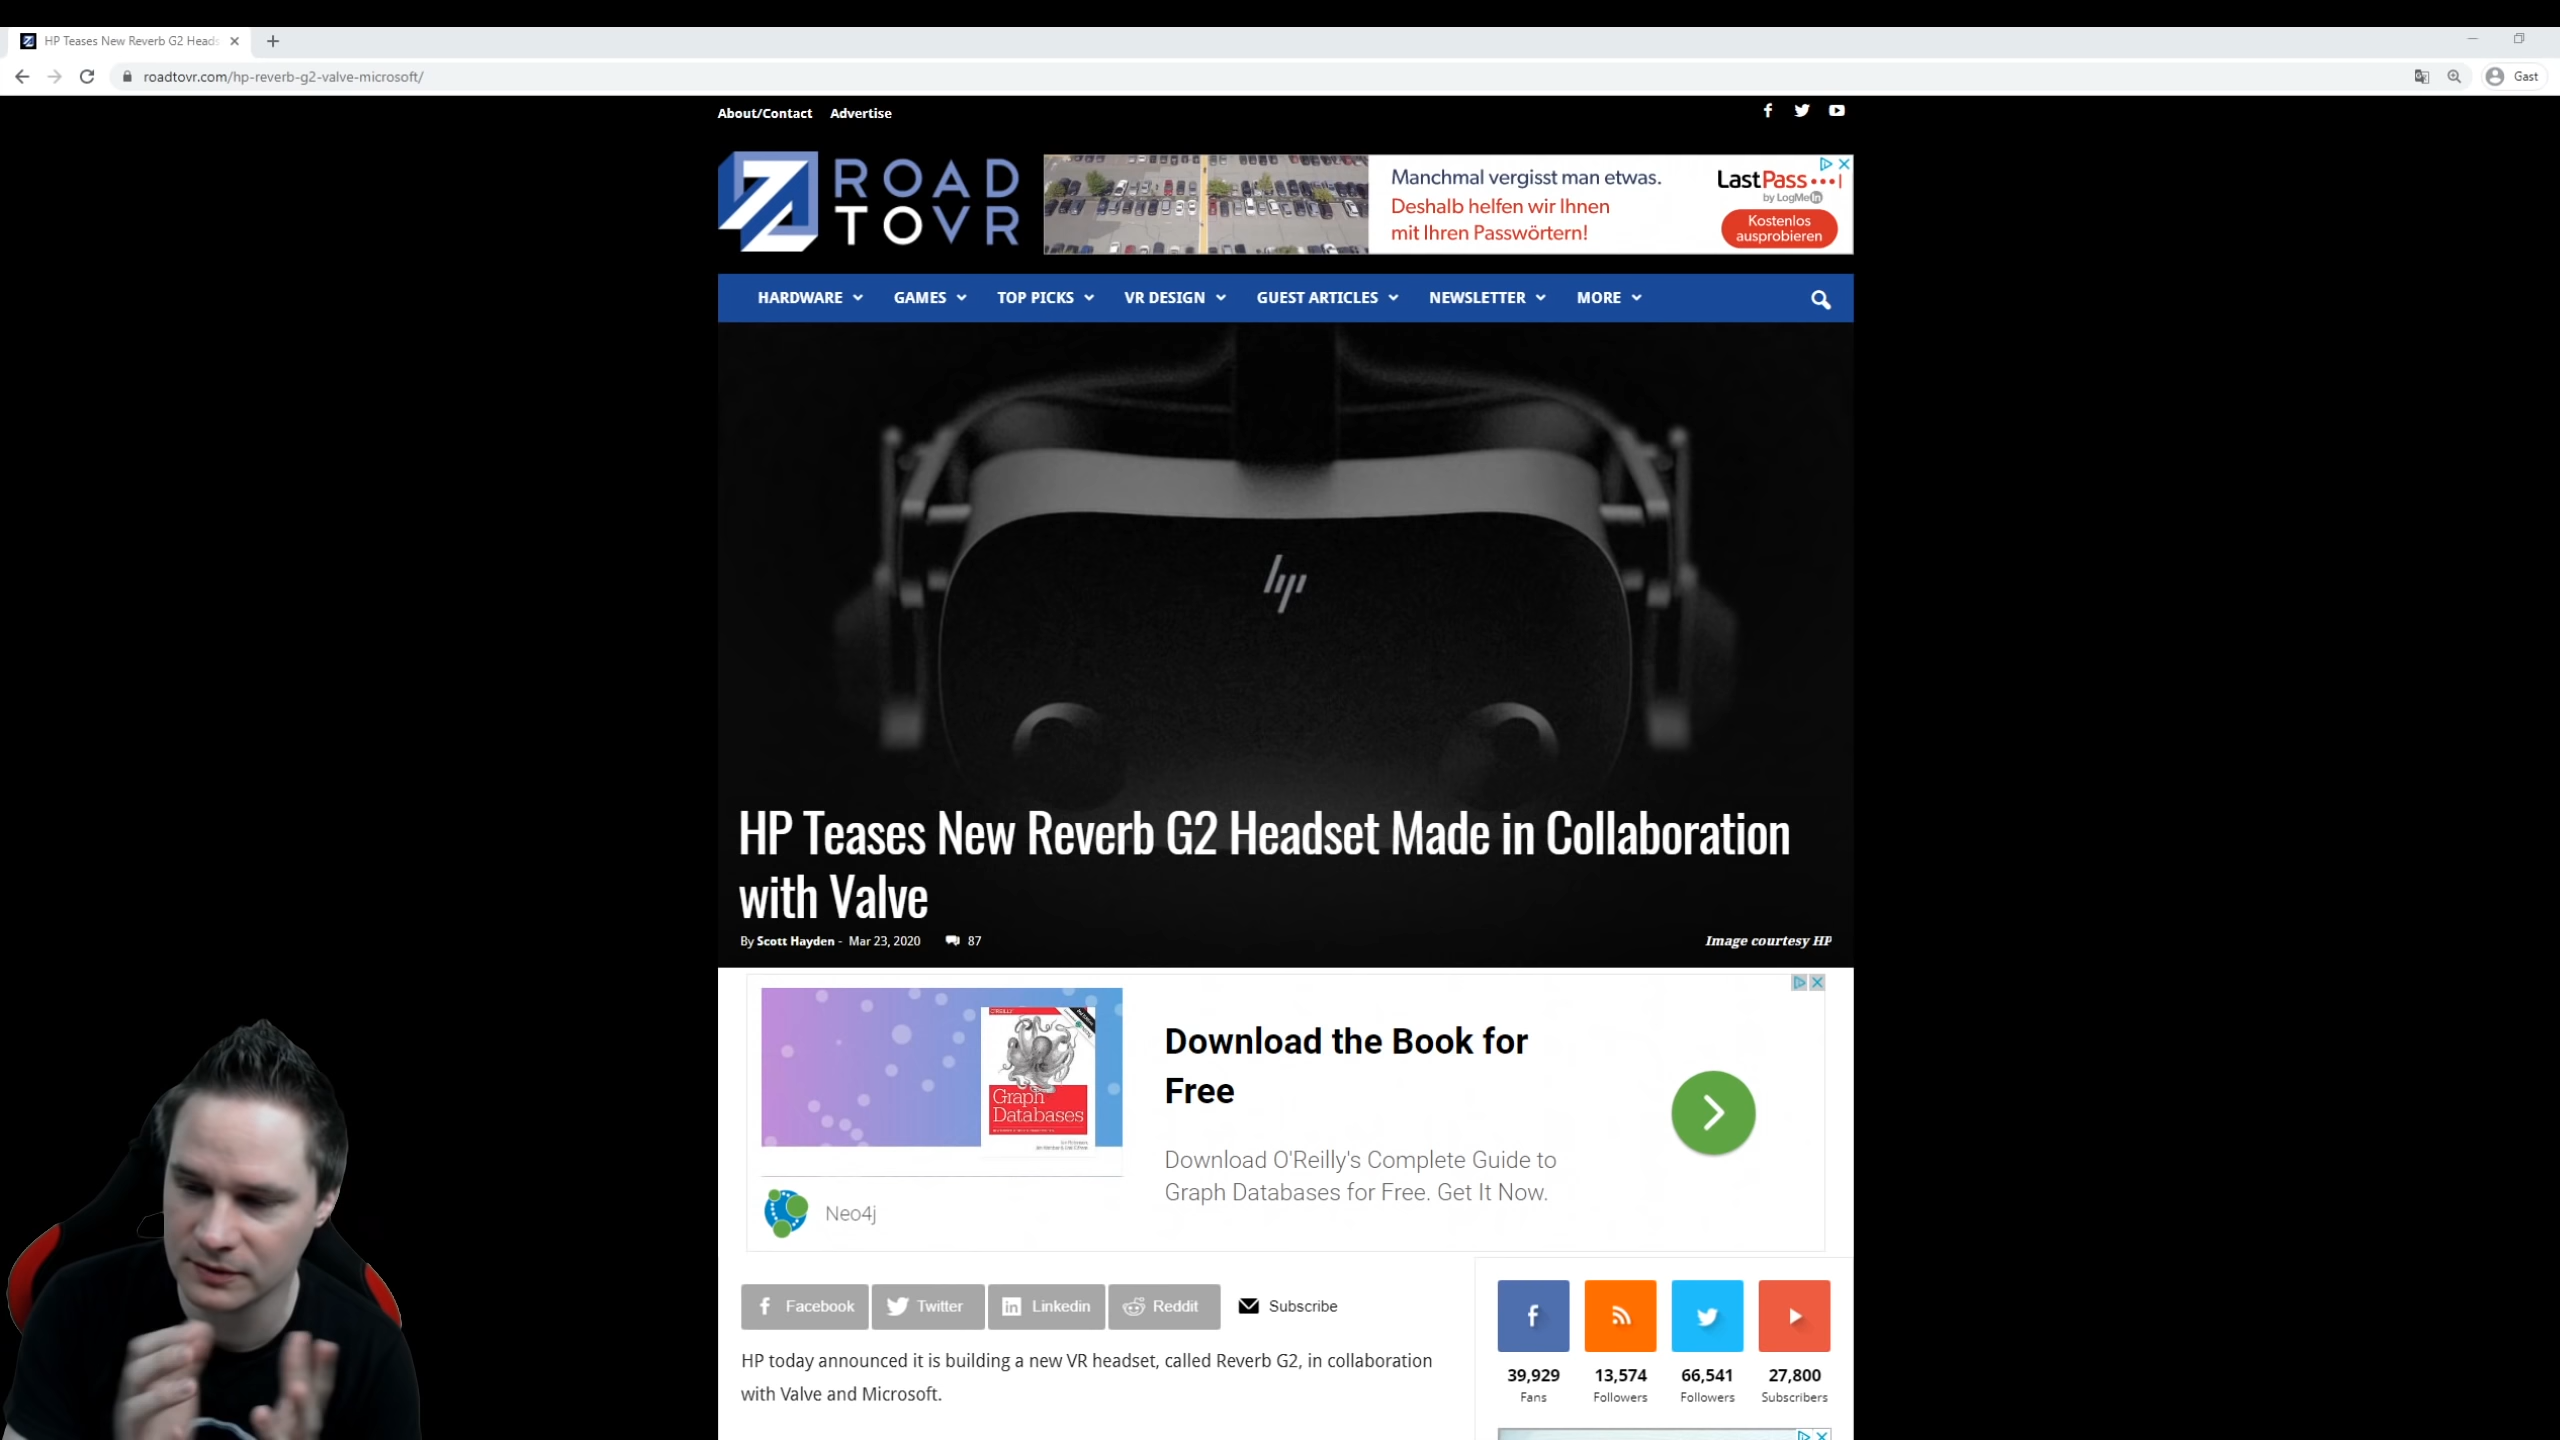 HP Teases New Reverb G2 Heads
roadtovr.com/hp-reverb-g2-valve-microsoft/
Gast
About/Contact Advertise
ROAD
TOVR
Manchmal vergisst man etwas.
Deshalb helfen wir Ihnen
mit Ihren Passwörtern!
LastPass
by LogMeIn
Kostenlos
ausprobieren
HARDWARE GAMES TOP PICKS VR DESIGN GUEST ARTICLES NEWSLETTER MORE
hp
HP Teases New Reverb G2 Headset Made in Collaboration
with Valve
By Scott Hayden - Mar 23, 2020 87
Image courtesy HP
O'REILLY
Graph
Databases
Download the Book for
Free
Download O'Reilly's Complete Guide to
Graph Databases for Free. Get It Now.
Neo4j
Facebook Twitter Linkedin Reddit Subscribe
HP today announced it is building a new VR headset, called Reverb G2, in collaboration
with Valve and Microsoft.
39,929 13,574 66,541 27,800
Fans Followers Followers Subscribers